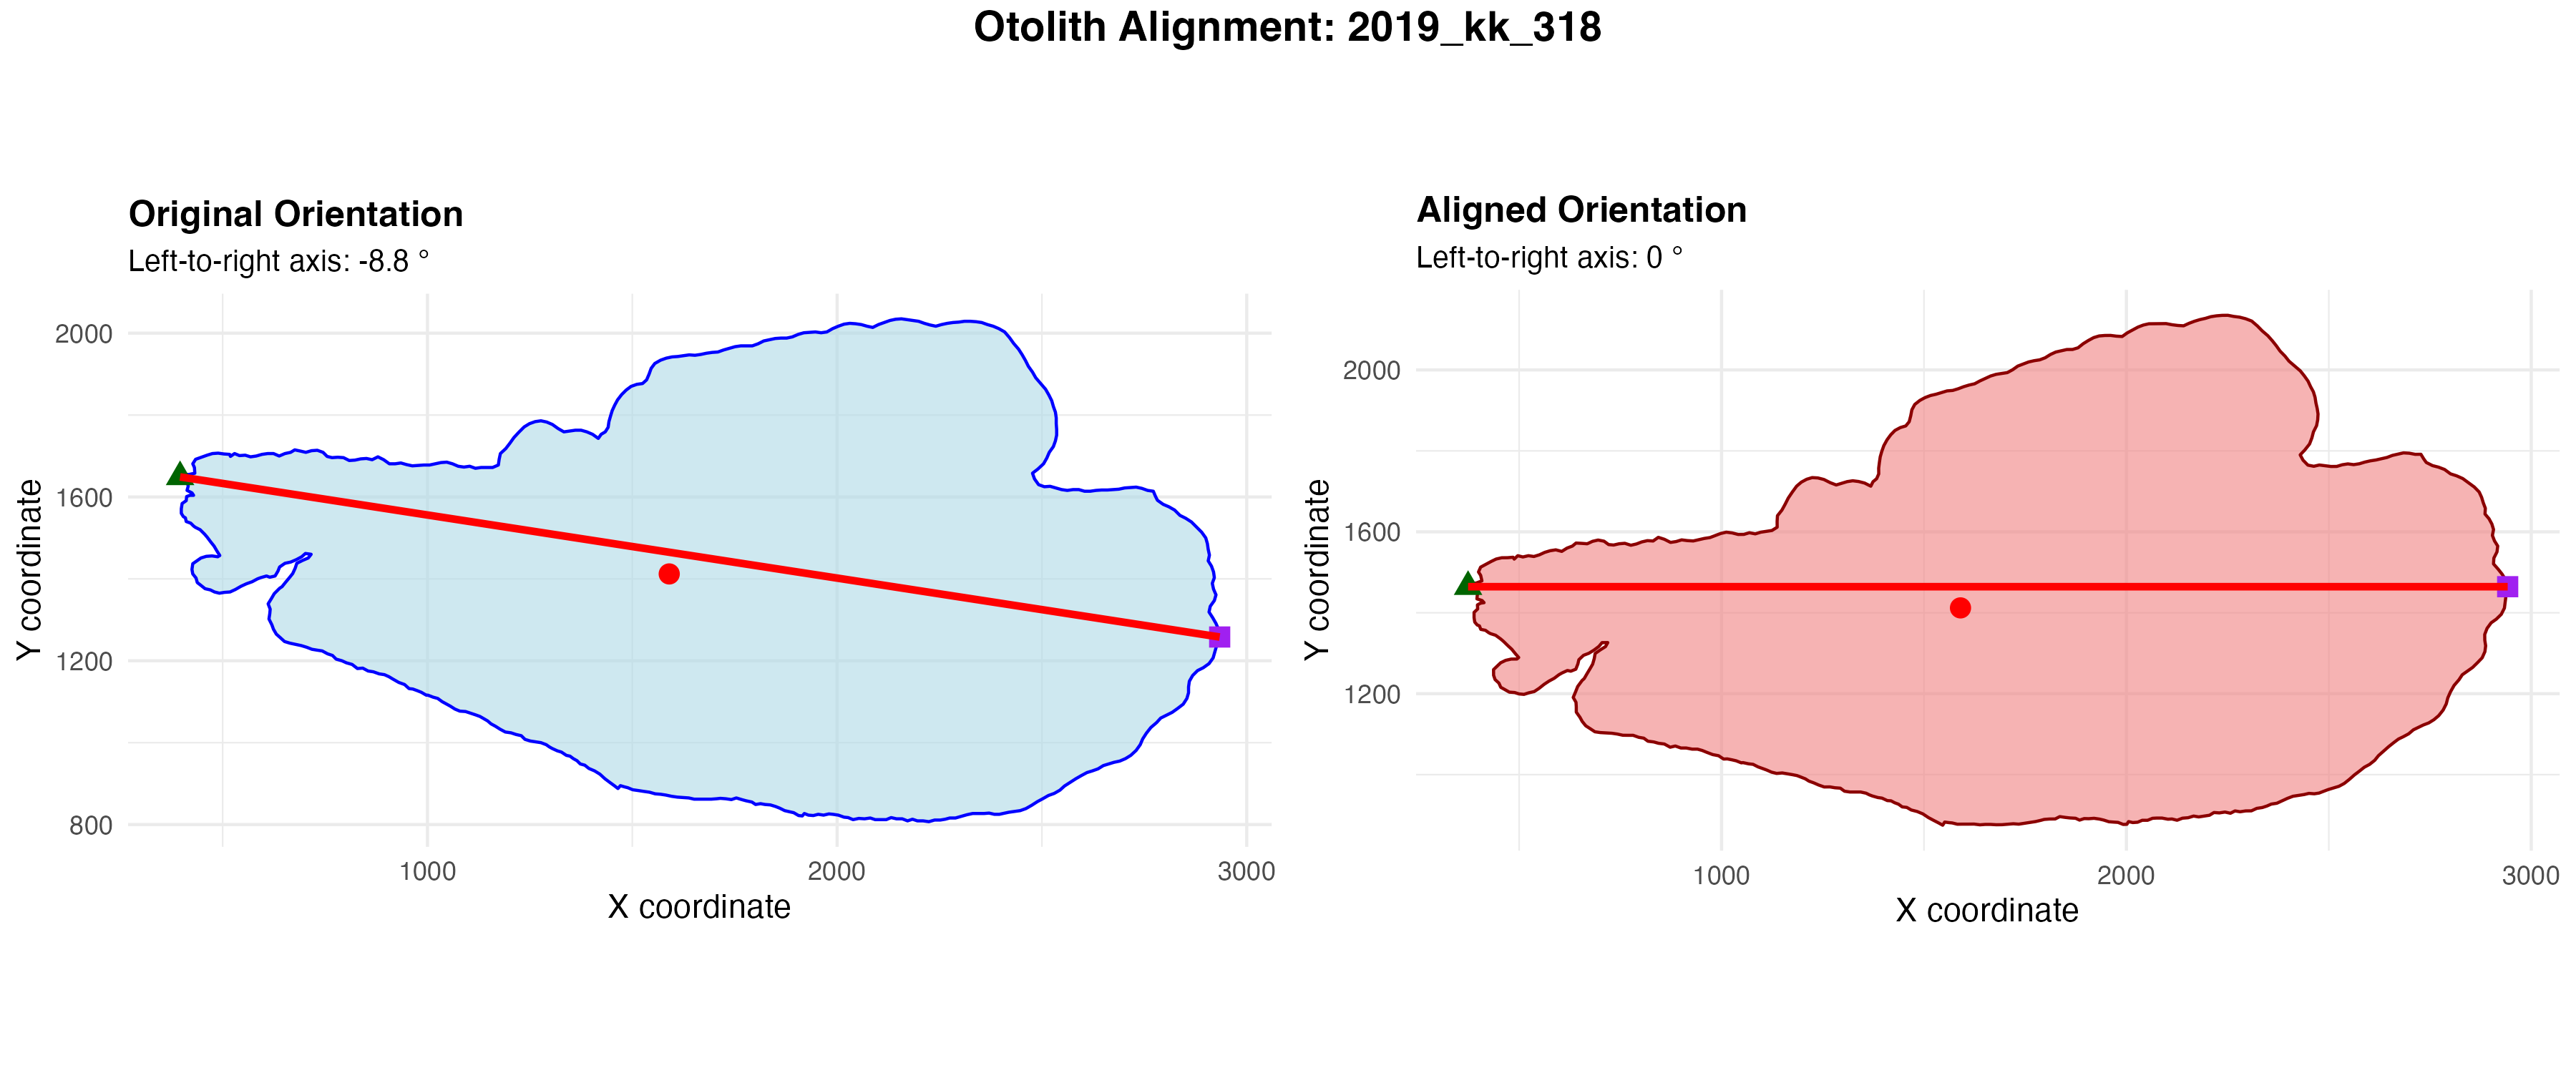 Otolith Alignment: 2019_kk_318
Original Orientation
Left-to-right axis: -8.8 °
2000
1600
1200
800
Y coordinate
1000
2000
3000
X coordinate
Aligned Orientation
Left-to-right axis: 0 °
2000
1600
1200
Y coordinate
1000
2000
3000
X coordinate